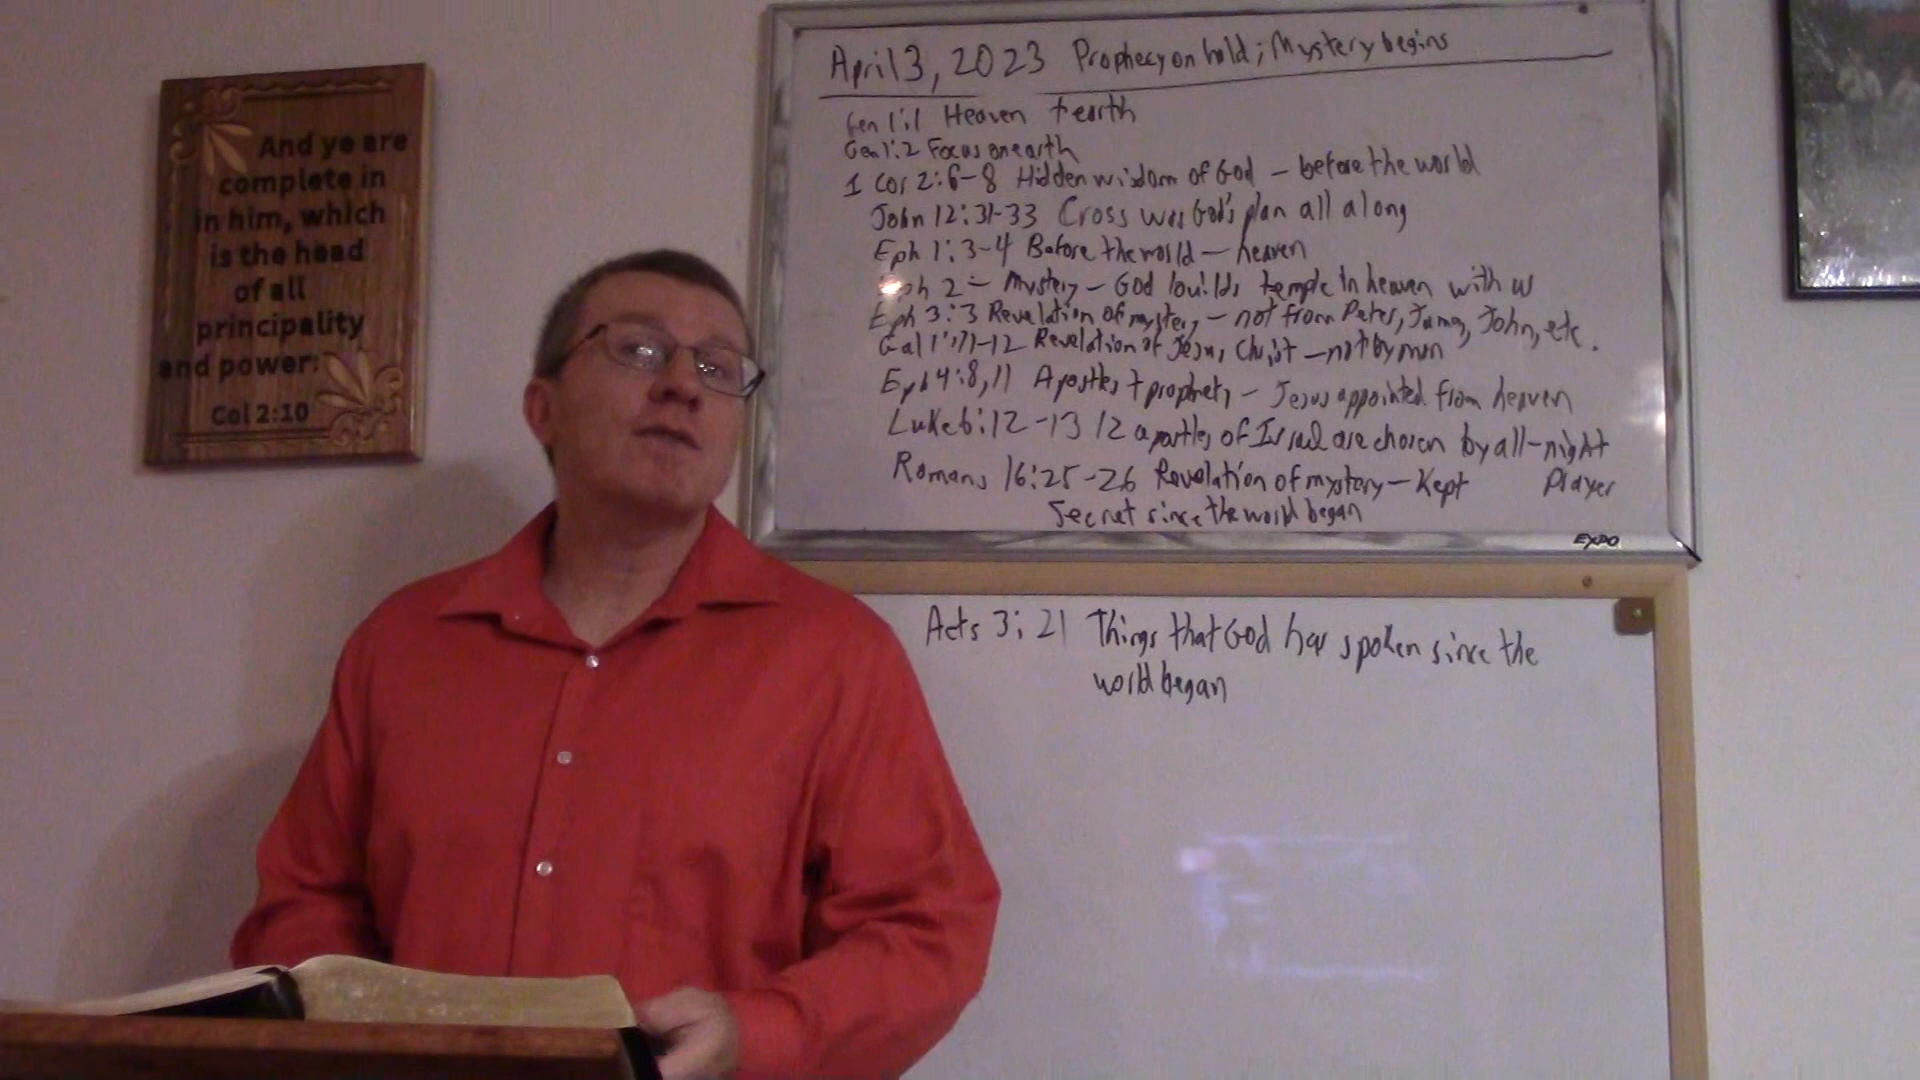 And ye are
complete in
in him, which
is the head
of all
principality
and power:
Col 2:10
April 3, 2023 Prophecy on hold; Mystery begins
Gen 1:1 Heaven + earth
Gen 1:2 Focus on earth
1 Cor 2:6-8 Hidden wisdom of God - before the world
John 12:31-33 Cross was God's plan all along
Eph 1:3-4 Before the world - heaven
Eph 2 - Mystery - God builds temple in heaven with us
Eph 3:3 Revelation of mystery - not from Peter, James, John, etc.
Gal 1:11-12 Revelation of Jesus Christ - not by man
Eph 4:8,11 Apostles + prophets - Jesus appointed from heaven
Luke 6:12-13 12 apostles of Israel are chosen by all-night
Prayer
Romans 16:25-26 Revelation of mystery - Kept
Secret since the world began
EXPO
Acts 3:21 Things that God has spoken since the
world began